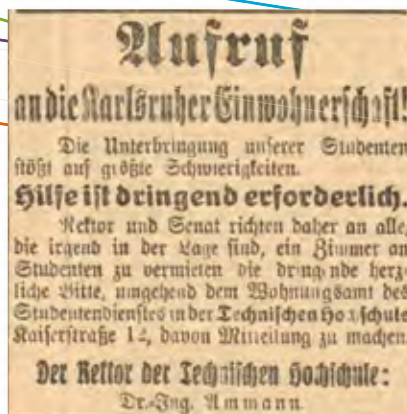 Aufruf
an die Karlsruher Einwohnerschaft!
Die Unterbringung unserer Studenten
stößt auf größte Schwierigkeiten.
Hilfe ist dringend erforderlich.
Rektor und Senat richten daher an alle,
die irgend in der Lage sind, ein Zimmer an
Studenten zu vermieten die dringende herz-
liche Bitte, umgehend dem Wohnungsamt des
Studentendienstes in der Technischen Hochschule
Kaiserstraße 12, davon Mitteilung zu machen.
Der Rektor der Technischen Hochschule:
Dr.-Ing. Ammann